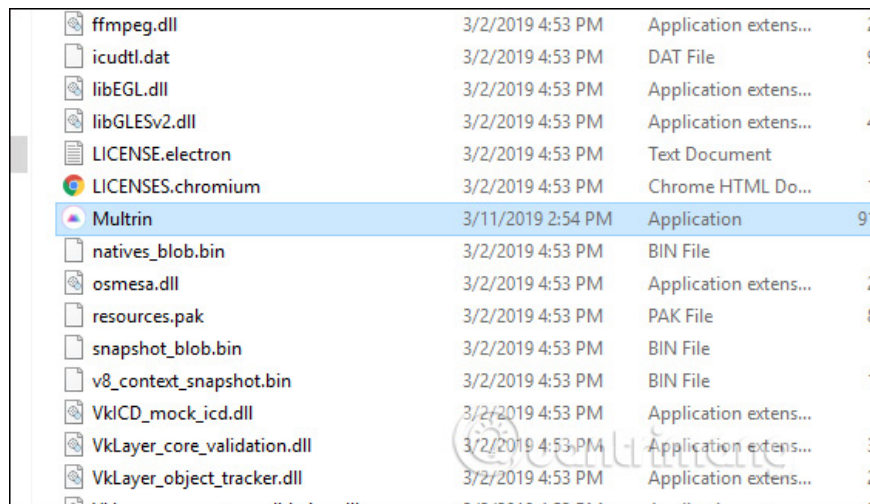 ffmpeg.dll 3/2/2019 4:53 PM Application extens...
icudtl.dat 3/2/2019 4:53 PM DAT File
libEGL.dll 3/2/2019 4:53 PM Application extens...
libGLESv2.dll 3/2/2019 4:53 PM Application extens...
LICENSE.electron 3/2/2019 4:53 PM Text Document
LICENSES.chromium 3/2/2019 4:53 PM Chrome HTML Do...
Multrin 3/11/2019 2:54 PM Application
natives_blob.bin 3/2/2019 4:53 PM BIN File
osmesa.dll 3/2/2019 4:53 PM Application extens...
resources.pak 3/2/2019 4:53 PM PAK File
snapshot_blob.bin 3/2/2019 4:53 PM BIN File
v8_context_snapshot.bin 3/2/2019 4:53 PM BIN File
VkICD_mock_icd.dll 3/2/2019 4:53 PM Application extens...
VkLayer_core_validation.dll 3/2/2019 4:53 PM Application extens...
VkLayer_object_tracker.dll 3/2/2019 4:53 PM Application extens...